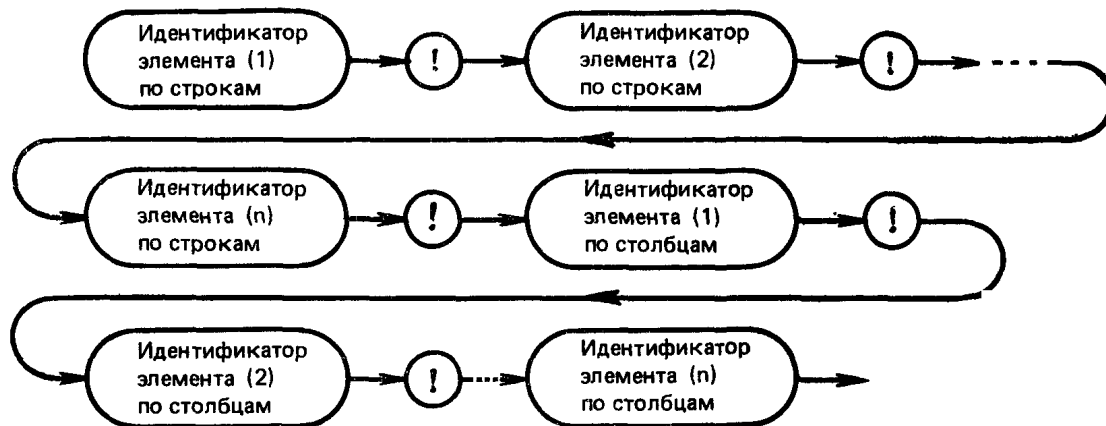 Идентификатор
элемента (1)
по строкам
!
Идентификатор
элемента (2)
по строкам
!
Идентификатор
элемента (n)
по строкам
!
Идентификатор
элемента (1)
по столбцам
!
Идентификатор
элемента (2)
по столбцам
!
Идентификатор
элемента (n)
по столбцам